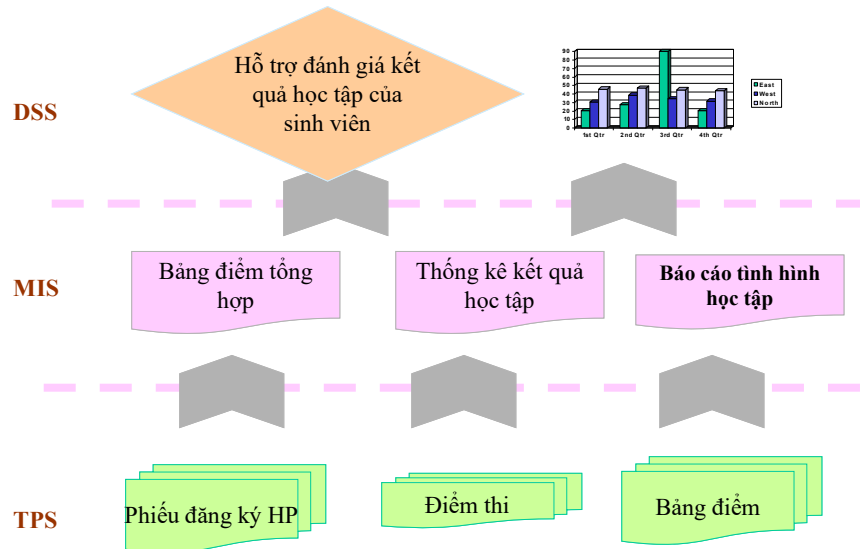 Hỗ trợ đánh giá kết
quả học tập của
sinh viên
DSS
90
80
70
60
50
40
30
20
10
0
1st Qtr 2nd Qtr 3rd Qtr 4th Qtr
East
West
North
MIS
Bảng điểm tổng
hợp
Thống kê kết quả
học tập
Báo cáo tình hình
học tập
TPS
Phiếu đăng ký HP
Điểm thi
Bảng điểm